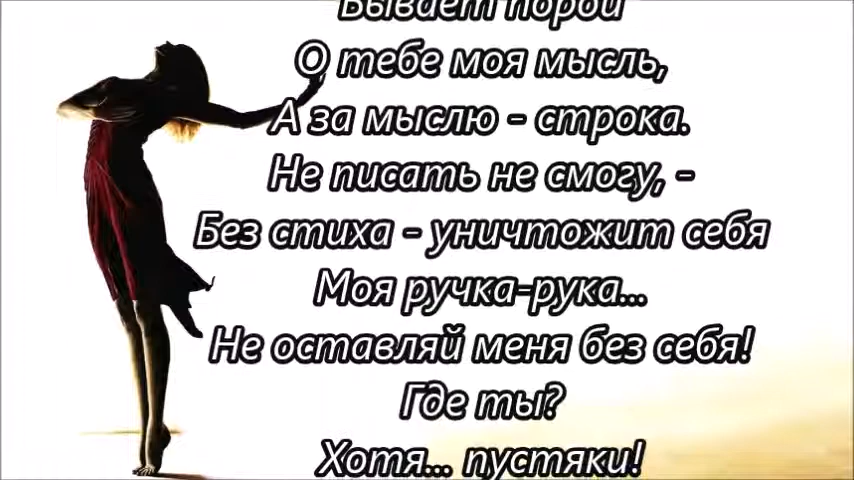 Бывает порой
О тебе моя мысль,
А за мыслю - строка.
Не писать не смогу, -
Без стиха - уничтожит себя
Моя ручка-рука...
Не оставляй меня без себя!
Где ты?
Хотя... пустяки!